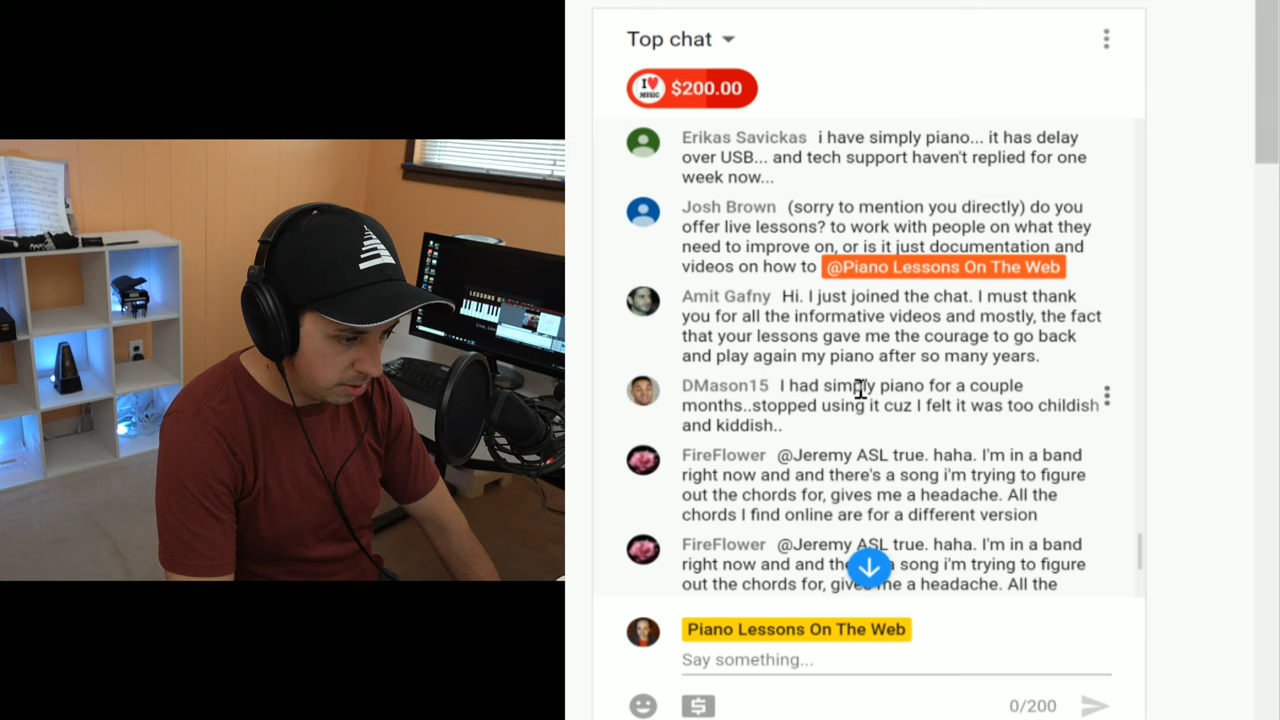 Top chat
I ♥ MUSIC $200.00
Erikas Savickas i have simply piano... it has delay
over USB... and tech support haven't replied for one
week now...
Josh Brown (sorry to mention you directly) do you
offer live lessons? to work with people on what they
need to improve on, or is it just documentation and
videos on how to @Piano Lessons On The Web
Amit Gafny Hi. I just joined the chat. I must thank
you for all the informative videos and mostly, the fact
that your lessons gave me the courage to go back
and play again my piano after so many years.
DMason15 I had simply piano for a couple
months..stopped using it cuz I felt it was too childish
and kiddish..
FireFlower @Jeremy ASL true. haha. I'm in a band
right now and and there's a song i'm trying to figure
out the chords for, gives me a headache. All the
chords I find online are for a different version
FireFlower @Jeremy ASL true. haha. I'm in a band
right now and and the a song i'm trying to figure
out the chords for, gives me a headache. All the
Piano Lessons On The Web
Say something...
0/200
LESSONS